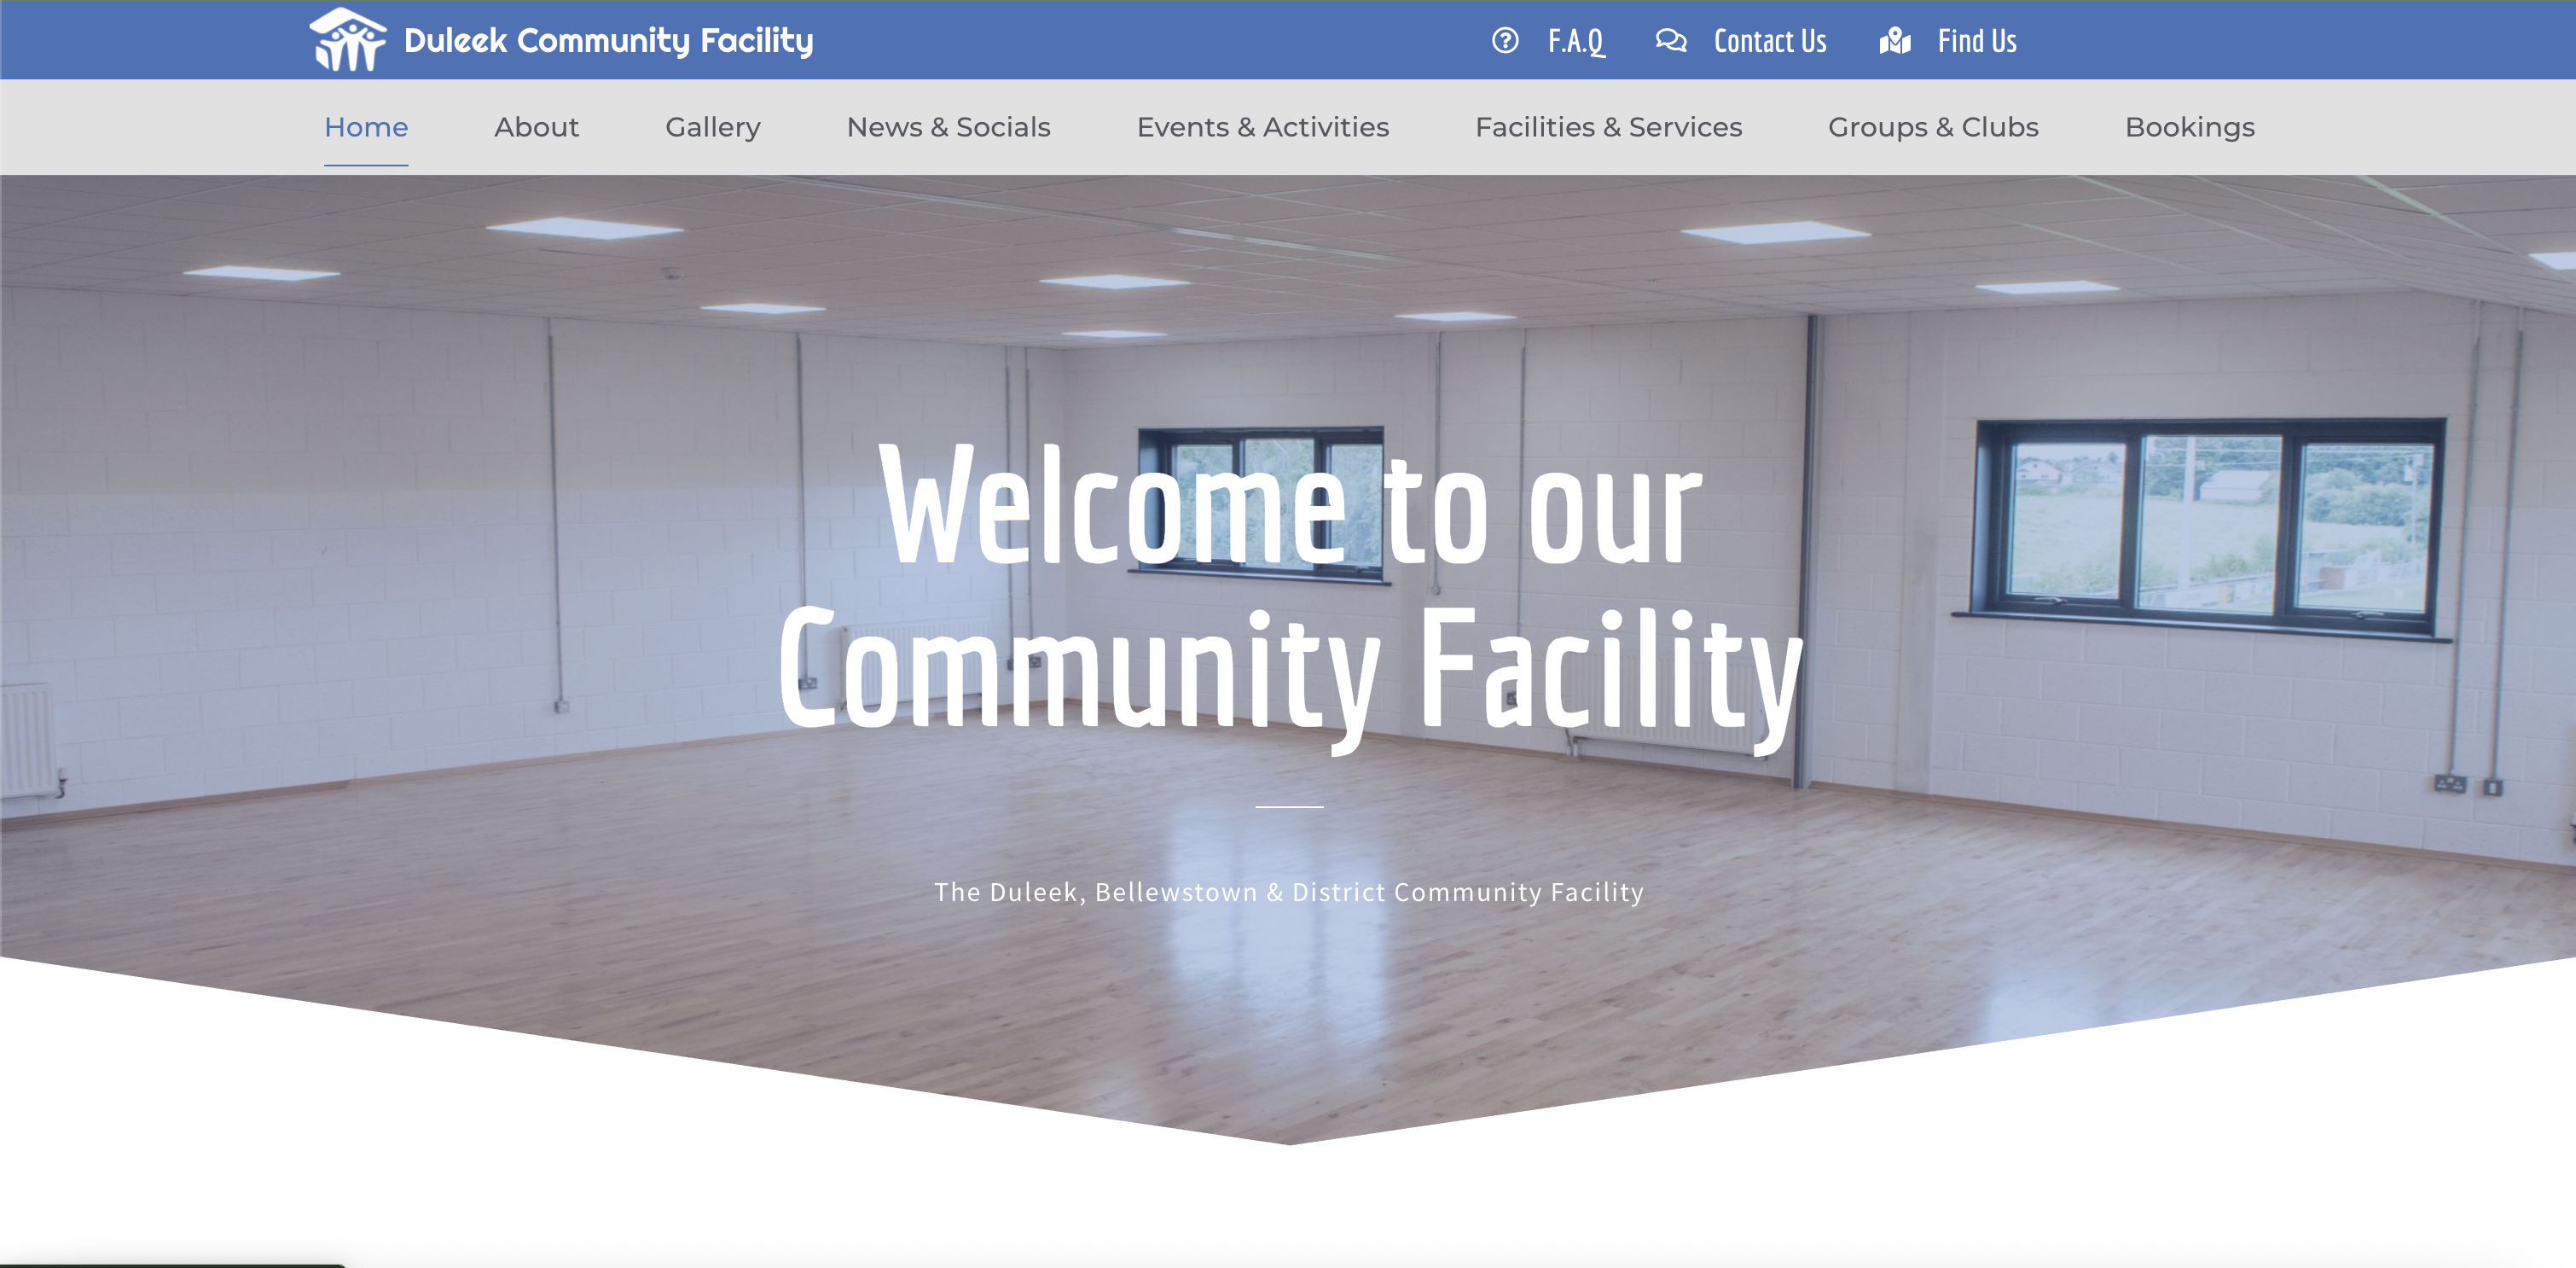 Duleek Community Facility
F.A.Q
Contact Us
Find Us
Home
About
Gallery
News & Socials
Events & Activities
Facilities & Services
Groups & Clubs
Bookings
Welcome to our
Community Facility
The Duleek, Bellewstown & District Community Facility